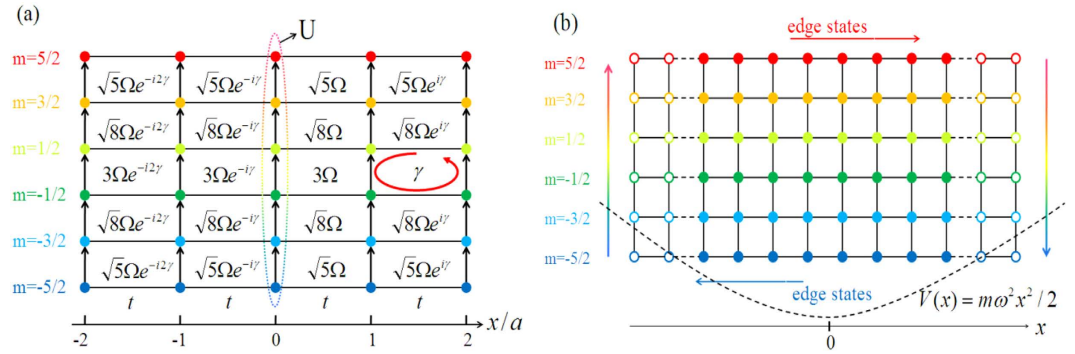 (a)
U
m=5/2
√5Ωe^{-i2γ} √5Ωe^{-iγ} √5Ω √5Ωe^{iγ}
m=3/2
√8Ωe^{-i2γ} √8Ωe^{-iγ} √8Ω √8Ωe^{iγ}
m=1/2
3Ωe^{-i2γ} 3Ωe^{-iγ} 3Ω γ
m=-1/2
√8Ωe^{-i2γ} √8Ωe^{-iγ} √8Ω √8Ωe^{iγ}
m=-3/2
√5Ωe^{-i2γ} √5Ωe^{-iγ} √5Ω √5Ωe^{iγ}
m=-5/2
t t t t
x/a
-2 -1 0 1 2
(b)
edge states
m=5/2
m=3/2
m=1/2
m=-1/2
m=-3/2
m=-5/2
edge states
V(x)=mω²x²/2
0 x